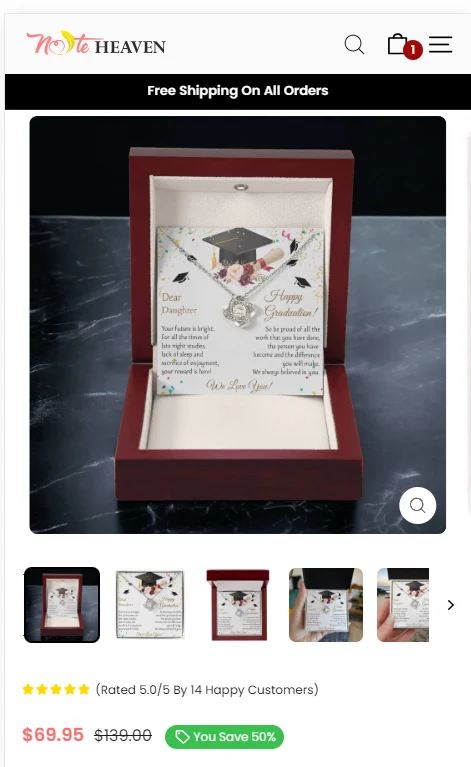 Note HEAVEN
1
Free Shipping On All Orders
Dear
Daughter
Happy
Graduation!
Your future is bright.
For all the times of
late night studies,
lack of sleep and
sacrifice of enjoyment,
your reward is here!
So be proud of all the
work that you have done,
the person you have
become and the difference
you will make.
We always believed in you.
We Love You!
(Rated 5.0/5 By 14 Happy Customers)
$69.95 $139.00 You Save 50%